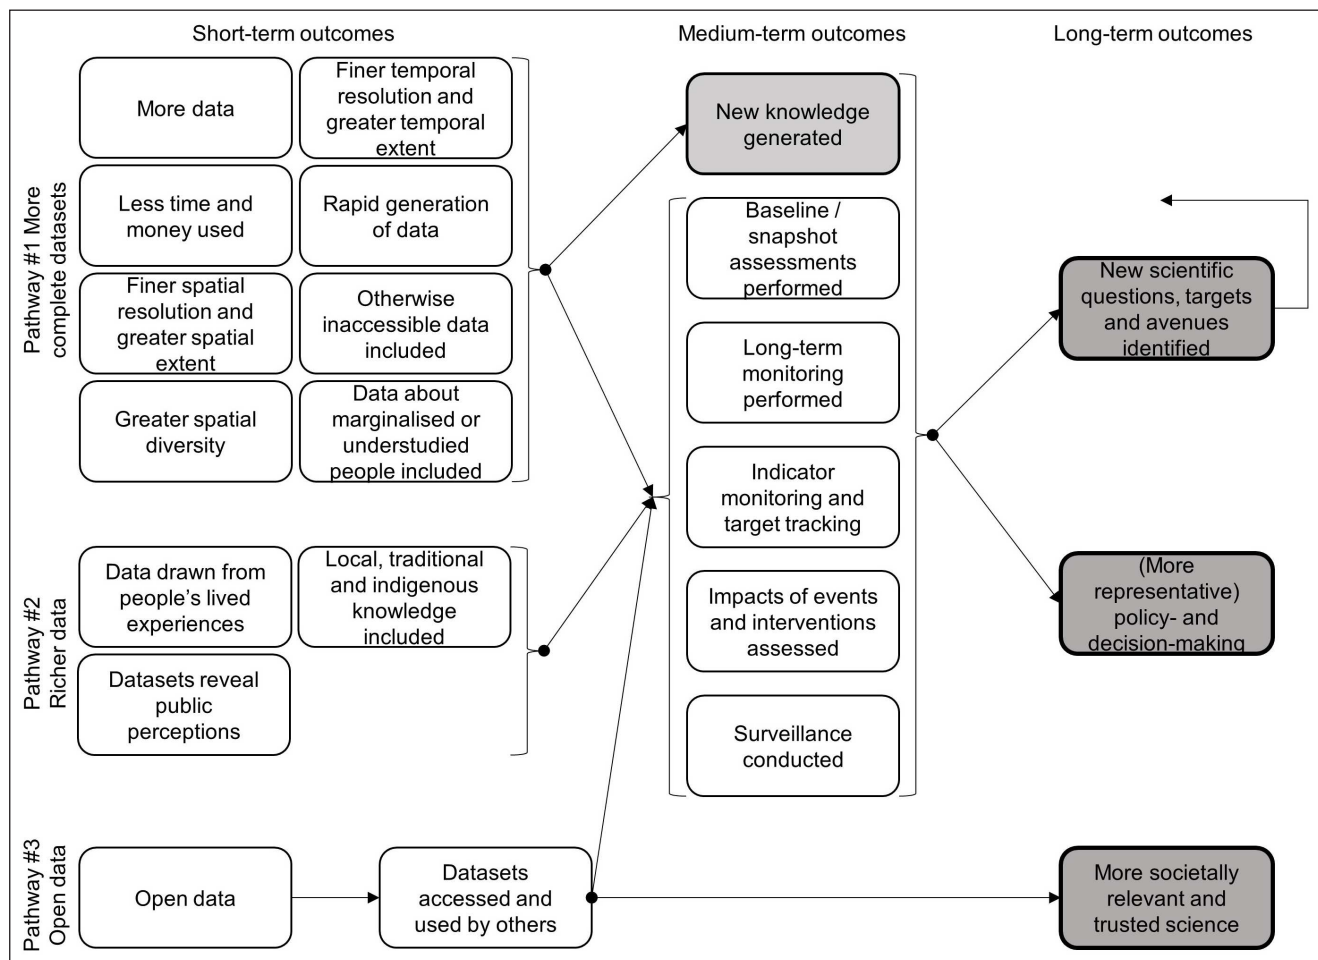 Short-term outcomes
Medium-term outcomes
Long-term outcomes
Pathway #1 More
complete datasets
More data
Finer temporal
resolution and
greater temporal
extent
Less time and
money used
Rapid generation
of data
Finer spatial
resolution and
greater spatial
extent
Otherwise
inaccessible data
included
Greater spatial
diversity
Data about
marginalised or
understudied
people included
Pathway #2
Richer data
Data drawn from
people's lived
experiences
Local, traditional
and indigenous
knowledge
included
Datasets reveal
public
perceptions
Pathway #3
Open data
Open data
Datasets
accessed and
used by others
New knowledge
generated
Baseline /
snapshot
assessments
performed
Long-term
monitoring
performed
Indicator
monitoring and
target tracking
Impacts of events
and interventions
assessed
Surveillance
conducted
New scientific
questions, targets
and avenues
identified
(More
representative)
policy- and
decision-making
More societally
relevant and
trusted science